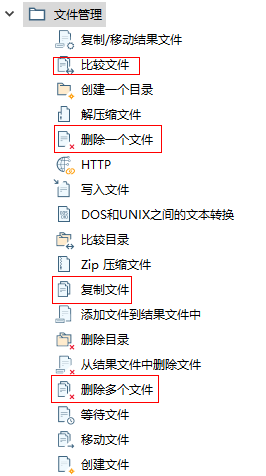 文件管理
复制/移动结果文件
比较文件
创建一个目录
解压缩文件
删除一个文件
HTTP
写入文件
DOS和UNIX之间的文本转换
比较目录
Zip 压缩文件
复制文件
添加文件到结果文件中
删除目录
从结果文件中删除文件
删除多个文件
等待文件
移动文件
创建文件